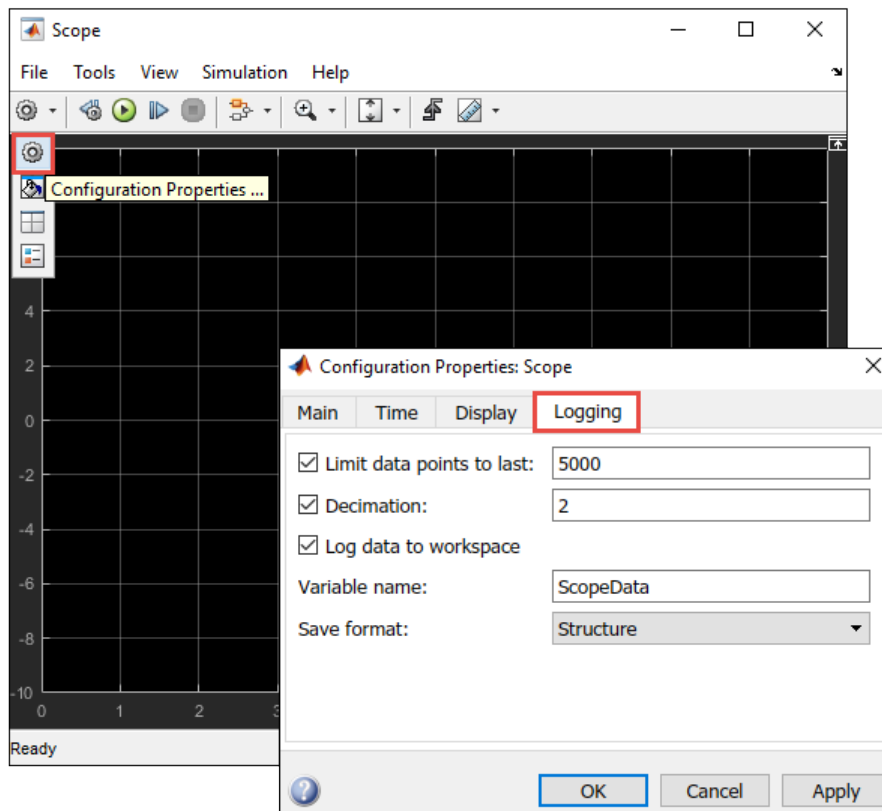 Scope
File Tools View Simulation Help
Configuration Properties ...
4
2
0
-2
-4
-6
-8
-10
0 1 2
Ready
Configuration Properties: Scope
Main Time Display Logging
Limit data points to last: 5000
Decimation: 2
Log data to workspace
Variable name: ScopeData
Save format: Structure
? OK Cancel Apply